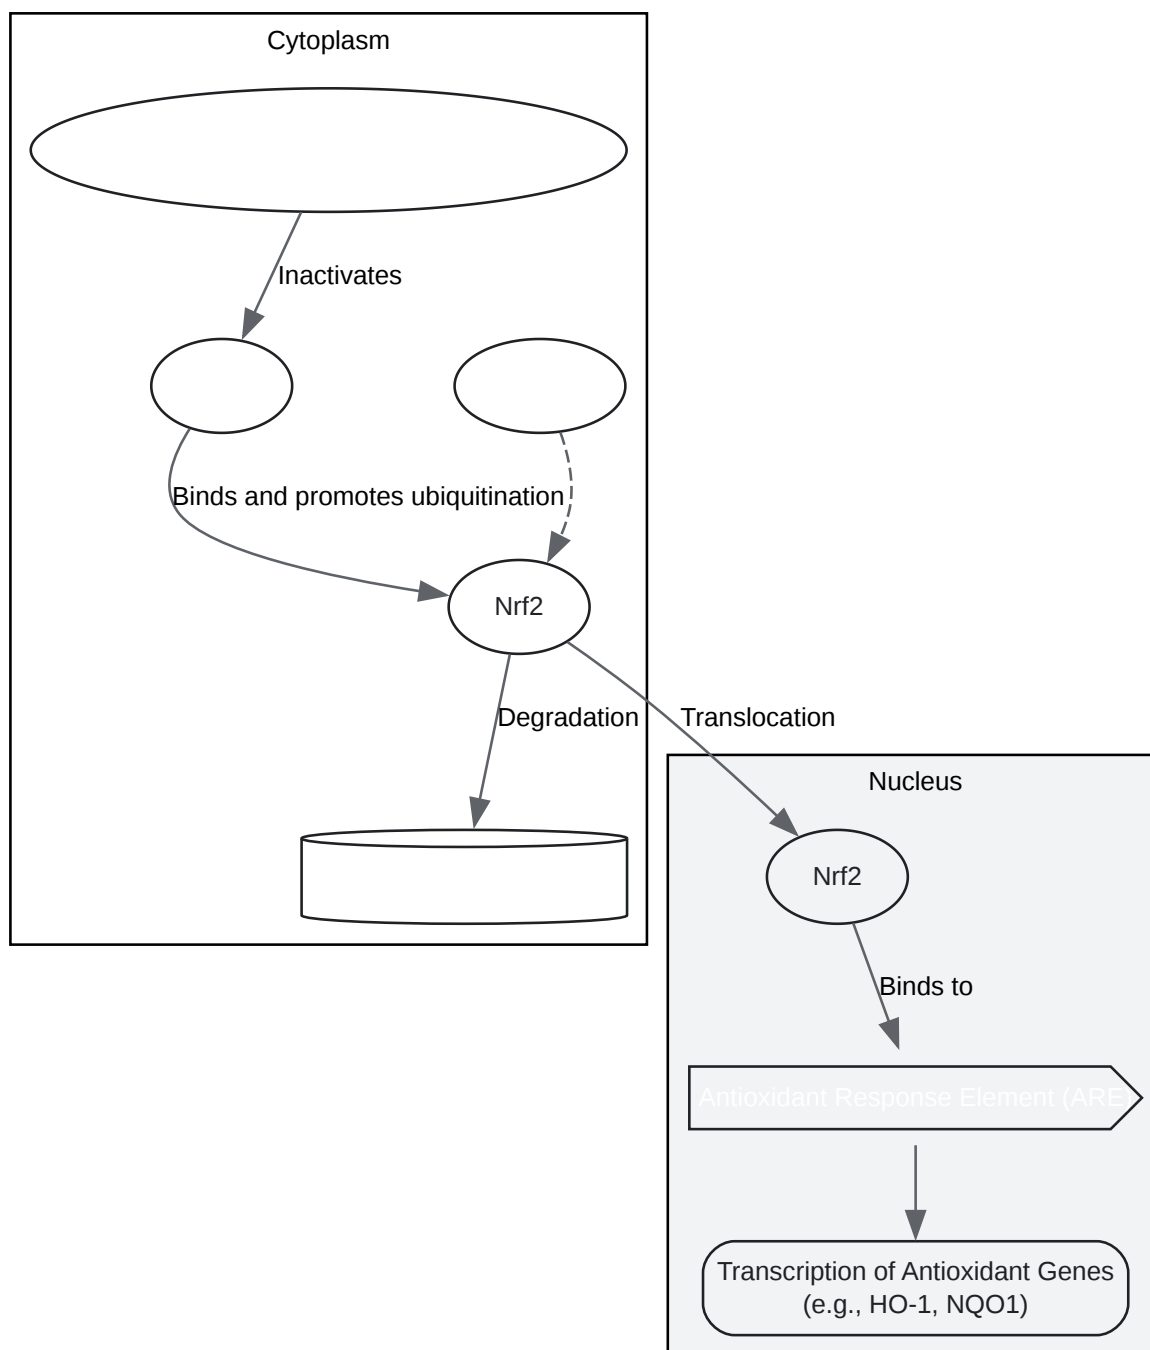 Cytoplasm
Inactivates
Binds and promotes ubiquitination
Nrf2
Degradation
Translocation
Nucleus
Nrf2
Binds to
Antioxidant Response Element (ARE)
Transcription of Antioxidant Genes
(e.g., HO-1, NQO1)